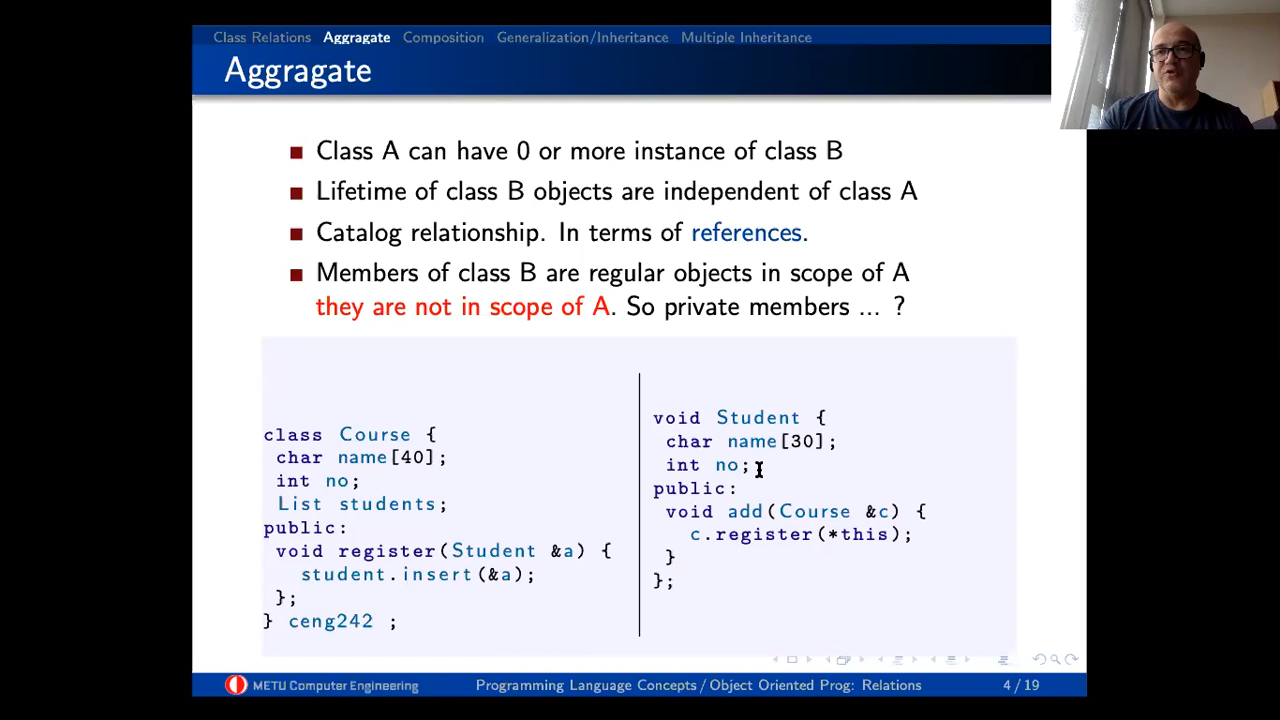 Class Relations Aggragate Composition Generalization/Inheritance Multiple Inheritance
Aggragate
Class A can have 0 or more instance of class B
Lifetime of class B objects are independent of class A
Catalog relationship. In terms of references.
Members of class B are regular objects in scope of A
they are not in scope of A. So private members ... ?
class Course {
char name[40];
int no;
List students;
public:
void register(Student &a) {
student.insert(&a);
};
} ceng242 ;
void Student {
char name[30];
int no;
public:
void add(Course &c) {
c.register(*this);
}
};
METU Computer Engineering Programming Language Concepts/Object Oriented Prog: Relations 4/19